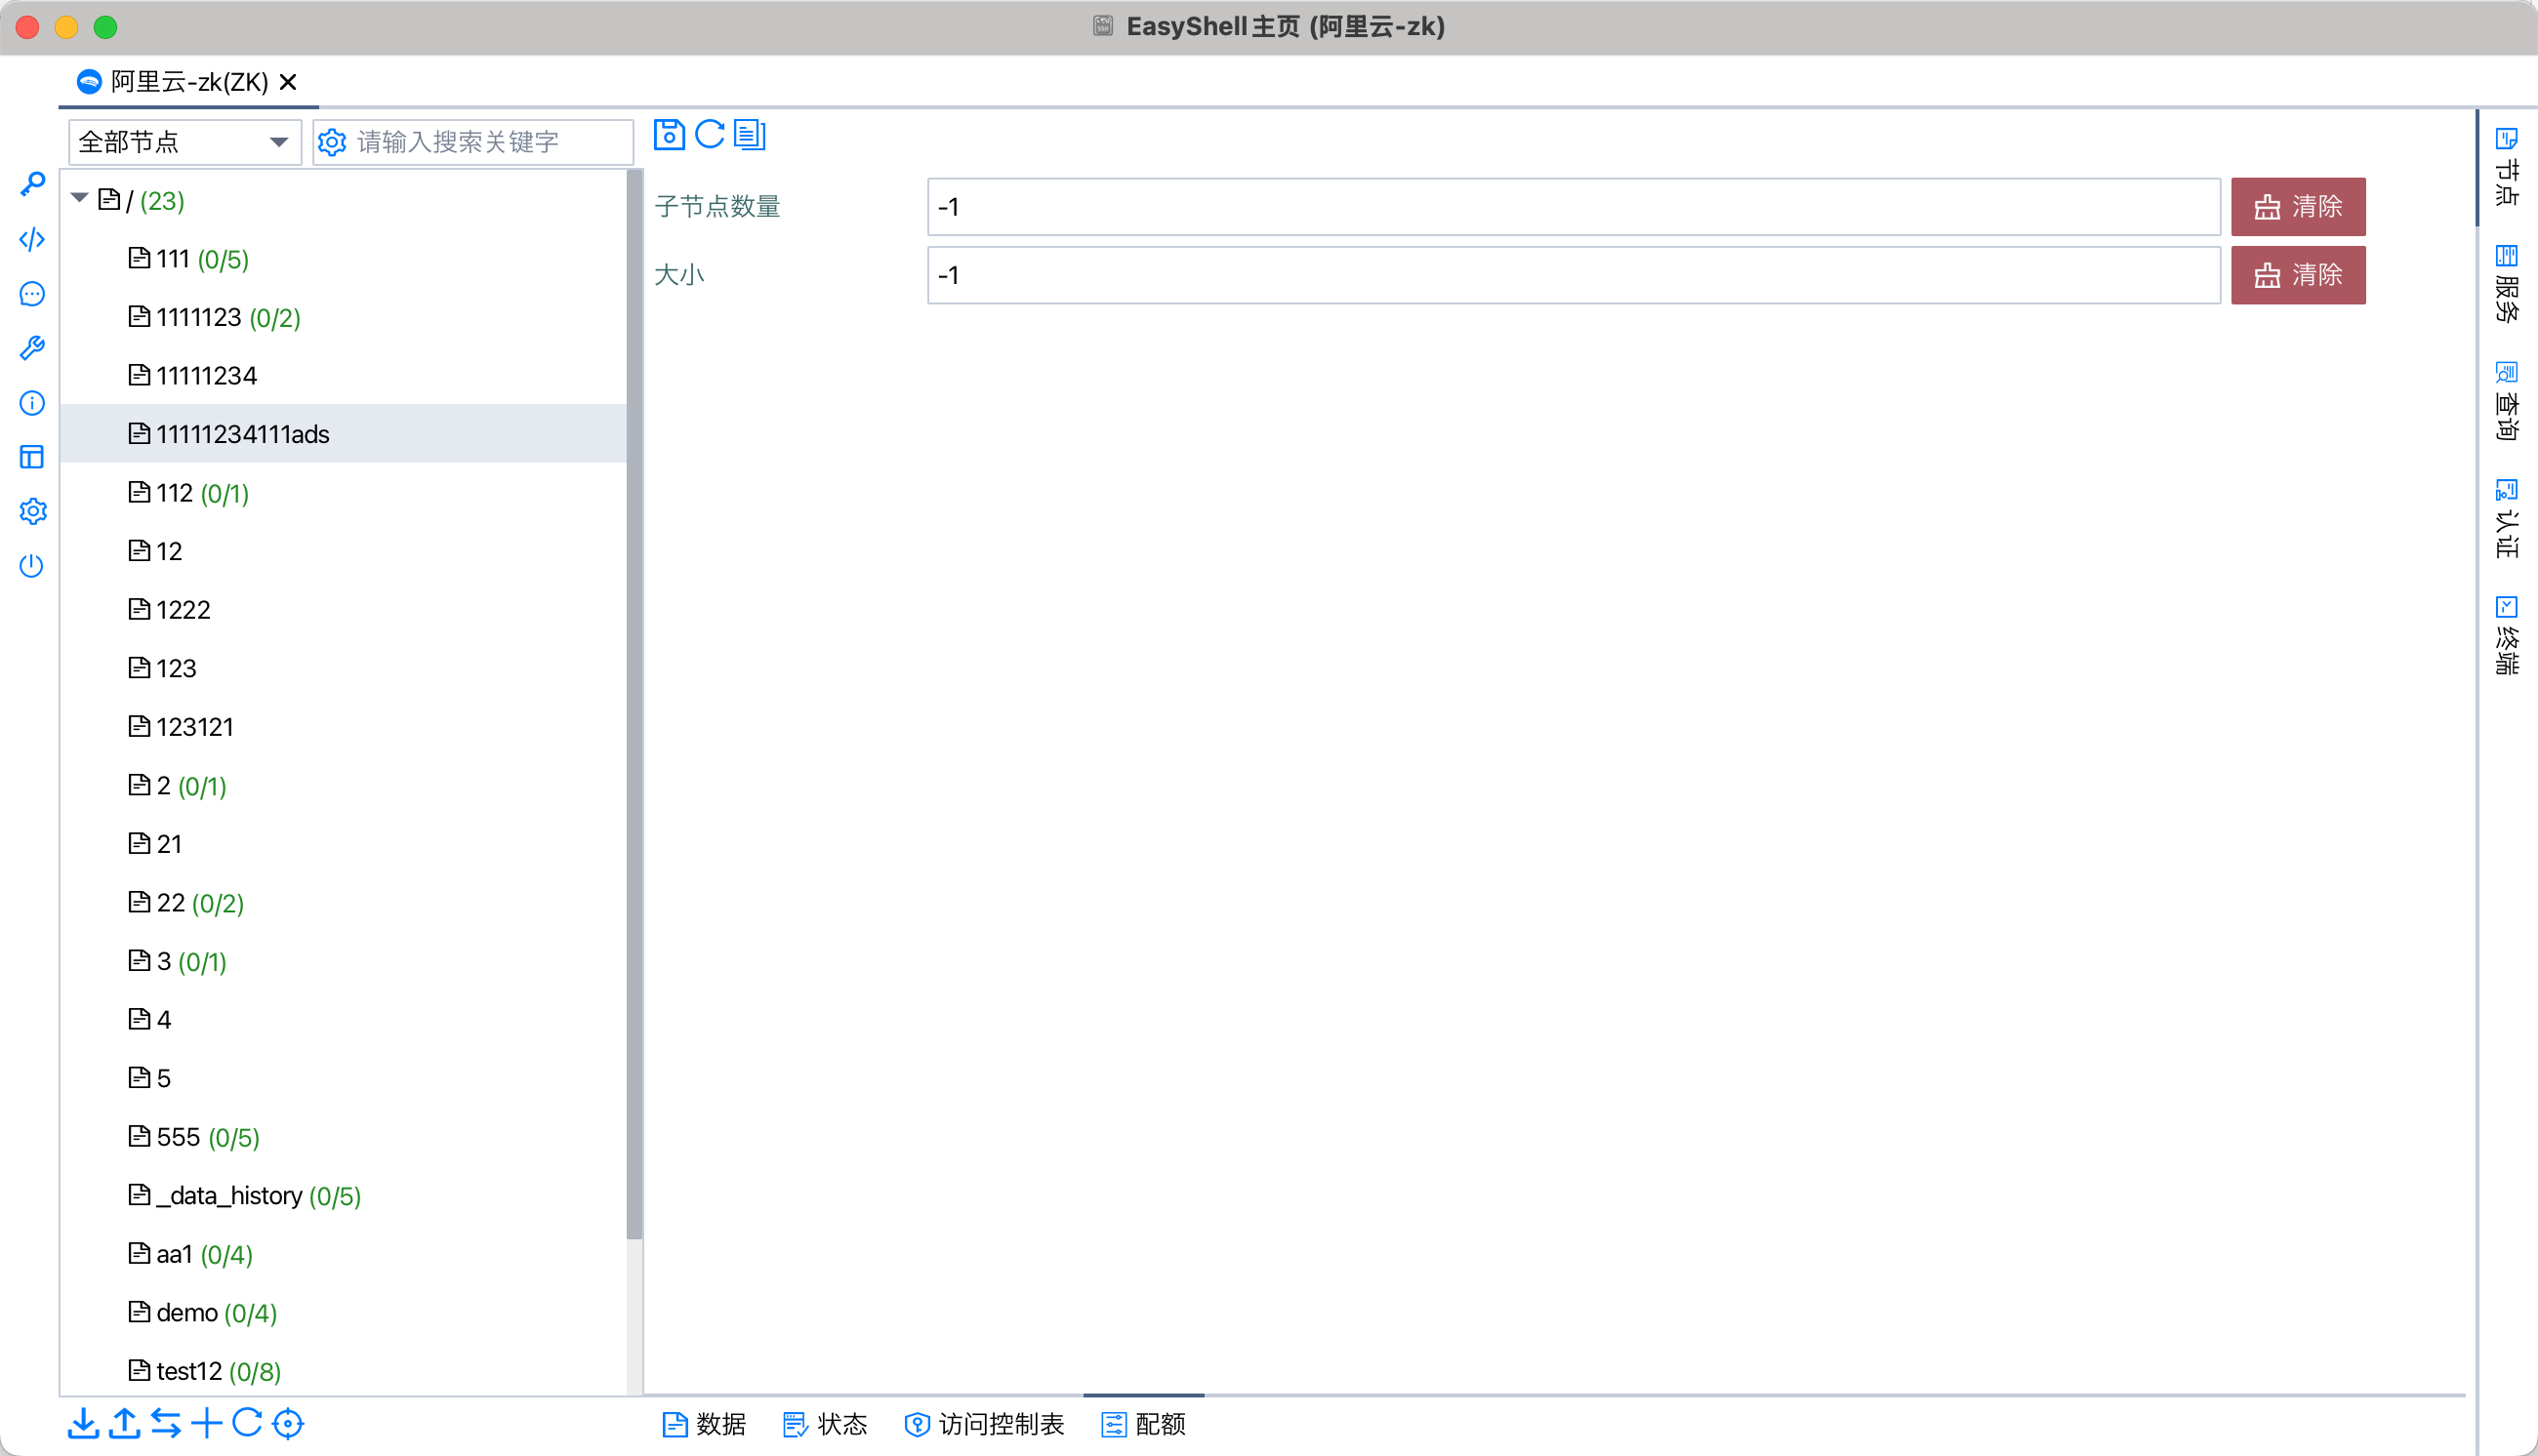 EasyShell主页 (阿里云-zk)
阿里云-zk(ZK)
全部节点
请输入搜索关键字
/ (23)
111 (0/5)
1111123 (0/2)
11111234
11111234111ads
112 (0/1)
12
1222
123
123121
2 (0/1)
21
22 (0/2)
3 (0/1)
4
5
555 (0/5)
_data_history (0/5)
aa1 (0/4)
demo (0/4)
test12 (0/8)
子节点数量
-1
清除
大小
-1
清除
数据
状态
访问控制表
配额
节点
服务
查询
认证
终端